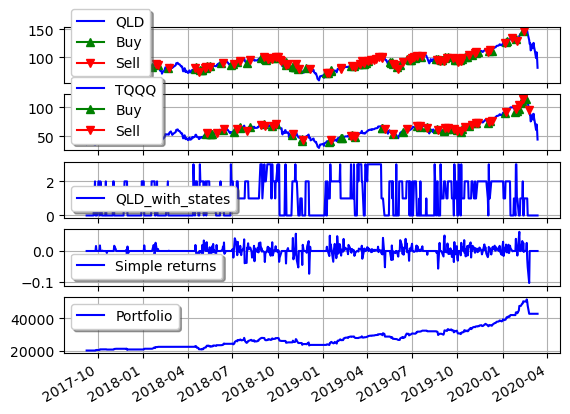 150
100
QLD
Buy
Sell
100
50
TQQQ
Buy
Sell
2
0
QLD_with_states
0.0
−0.1
Simple returns
40000
20000
Portfolio
2017-10
2018-01
2018-04
2018-07
2018-10
2019-01
2019-04
2019-07
2019-10
2020-01
2020-04